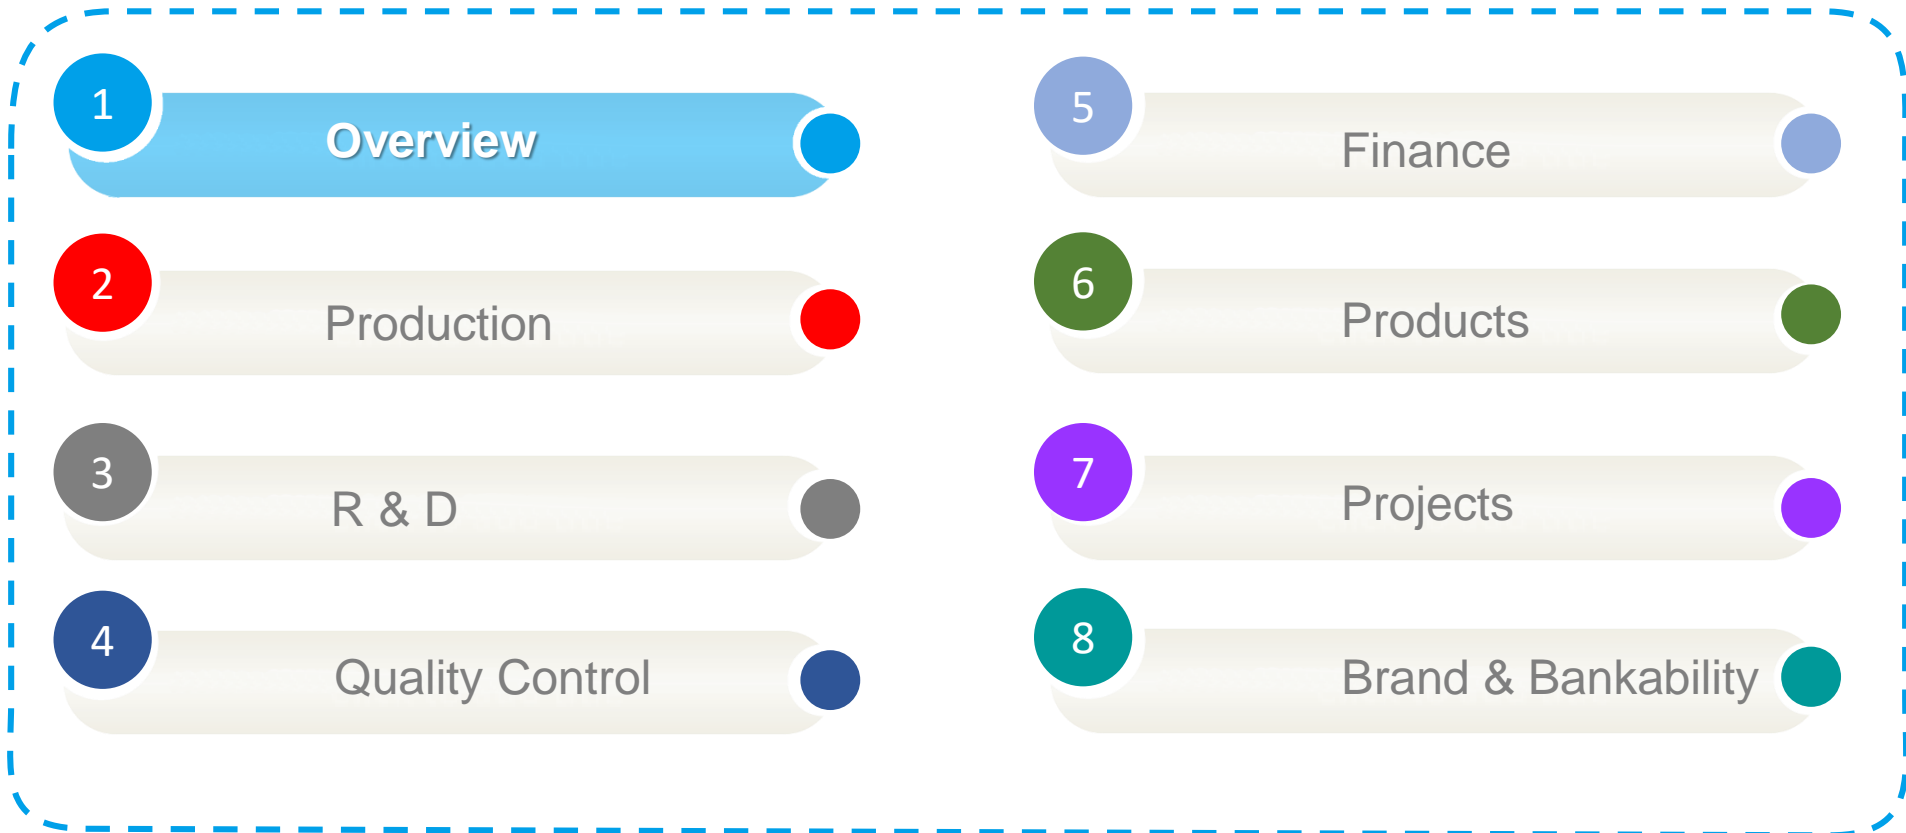 1
Overview
2
Production
3
R & D
4
Quality Control
5
Finance
6
Products
7
Projects
8
Brand & Bankability